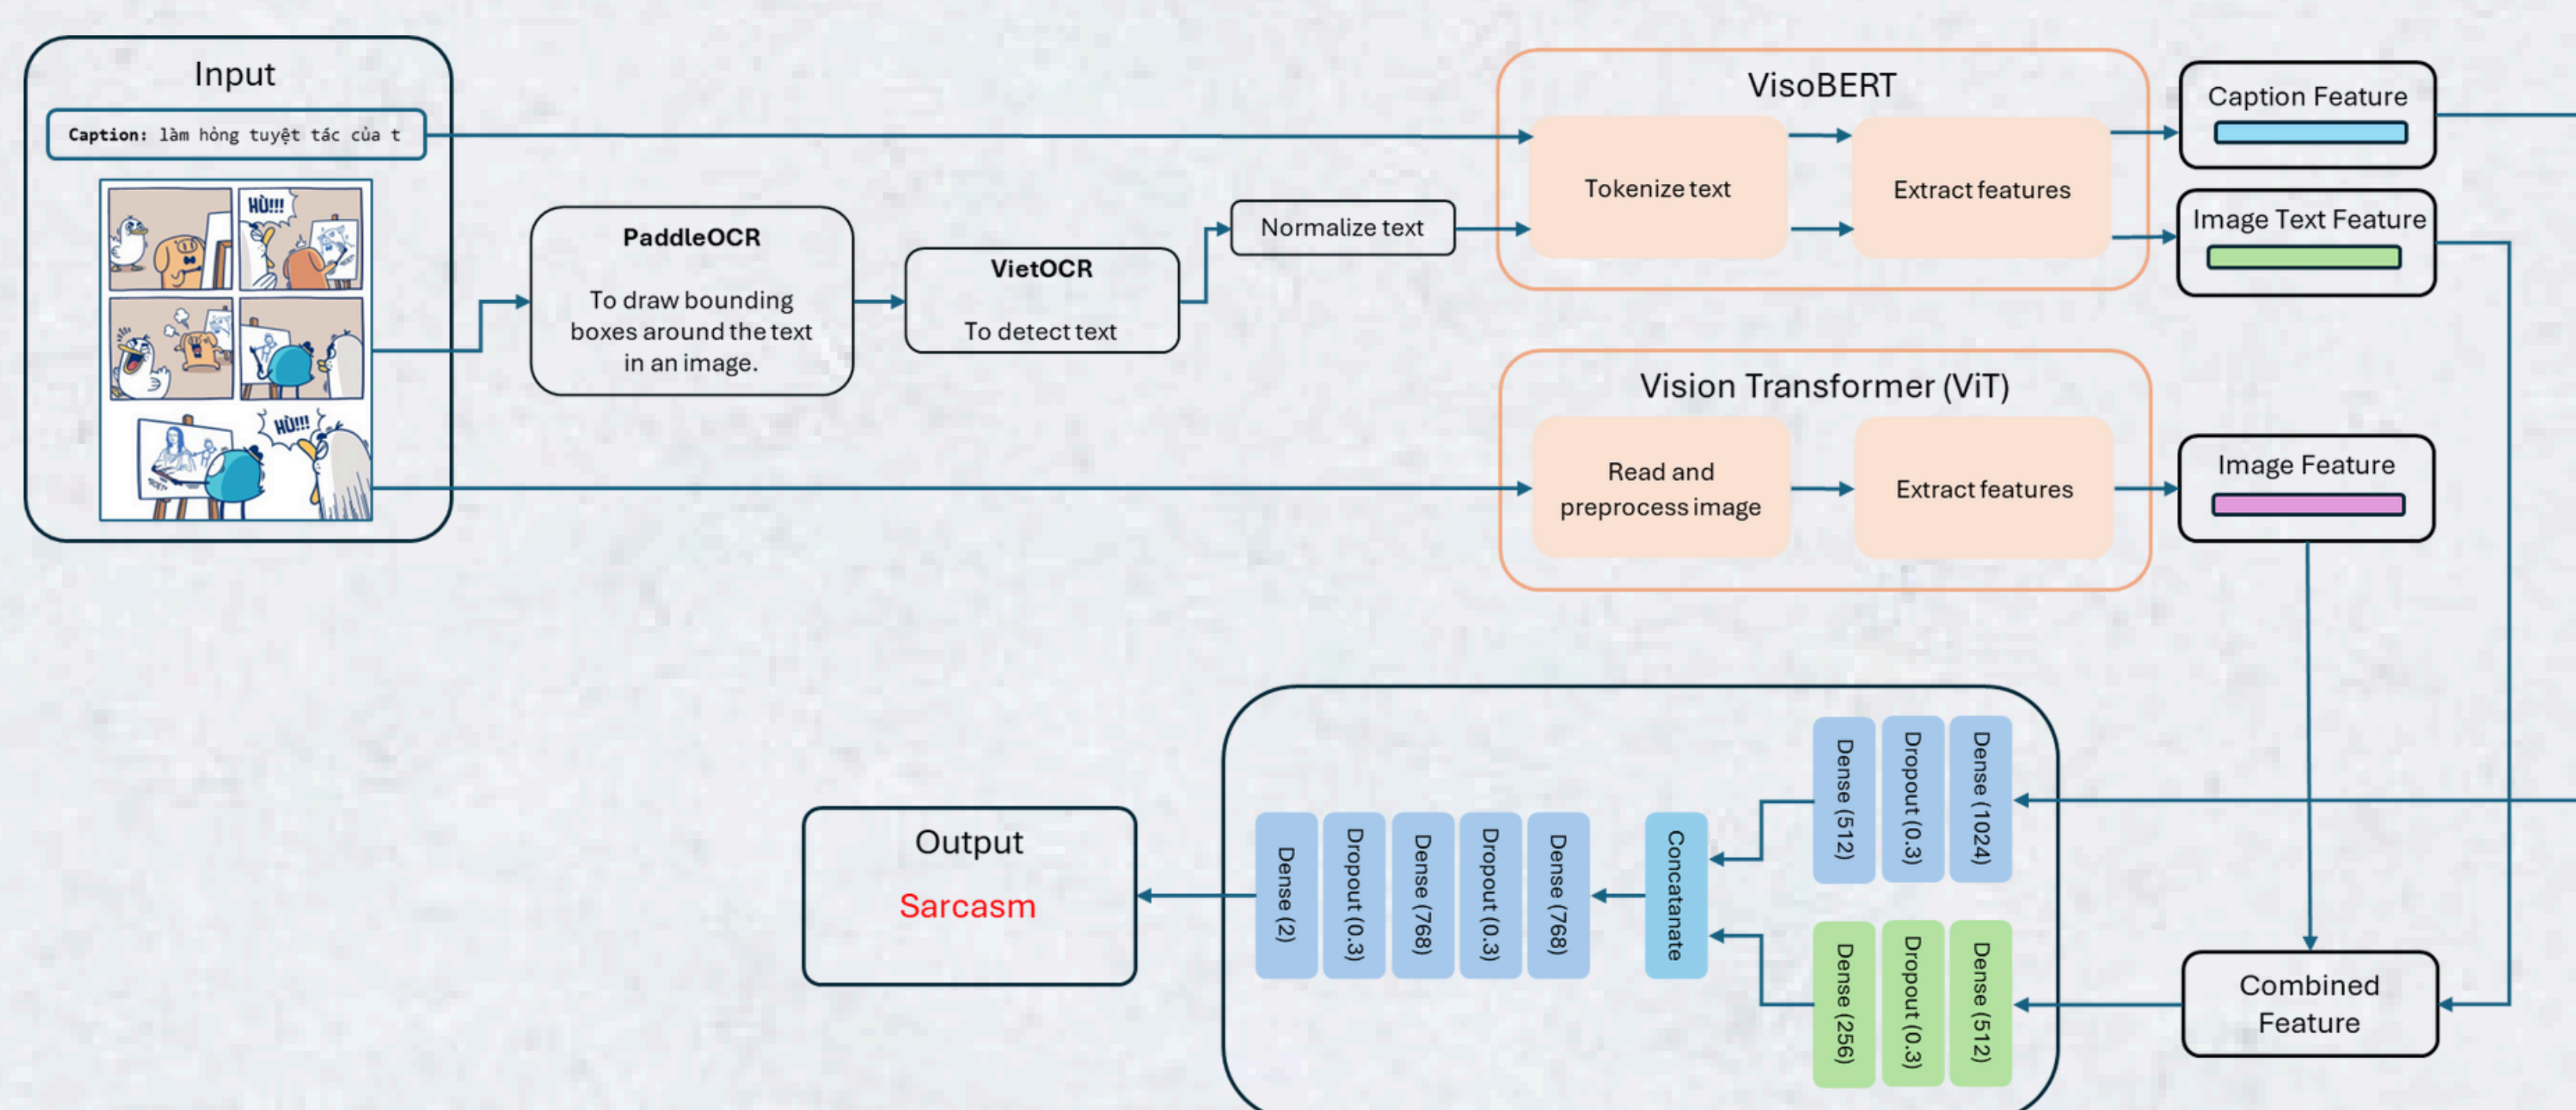 Input
Caption: làm hỏng tuyệt tác của t
HÙ!!!
HÙ!!!
PaddleOCR
To draw bounding
boxes around the text
in an image.
VietOCR
To detect text
Normalize text
VisoBERT
Tokenize text
Extract features
Caption Feature
Image Text Feature
Vision Transformer (ViT)
Read and
preprocess image
Extract features
Image Feature
Combined
Feature
Dense (1024)
Dropout (0.3)
Dense (512)
Dense (512)
Dropout (0.3)
Dense (256)
Concatanate
Dense (768)
Dropout (0.3)
Dense (768)
Dropout (0.3)
Dense (2)
Output
Sarcasm